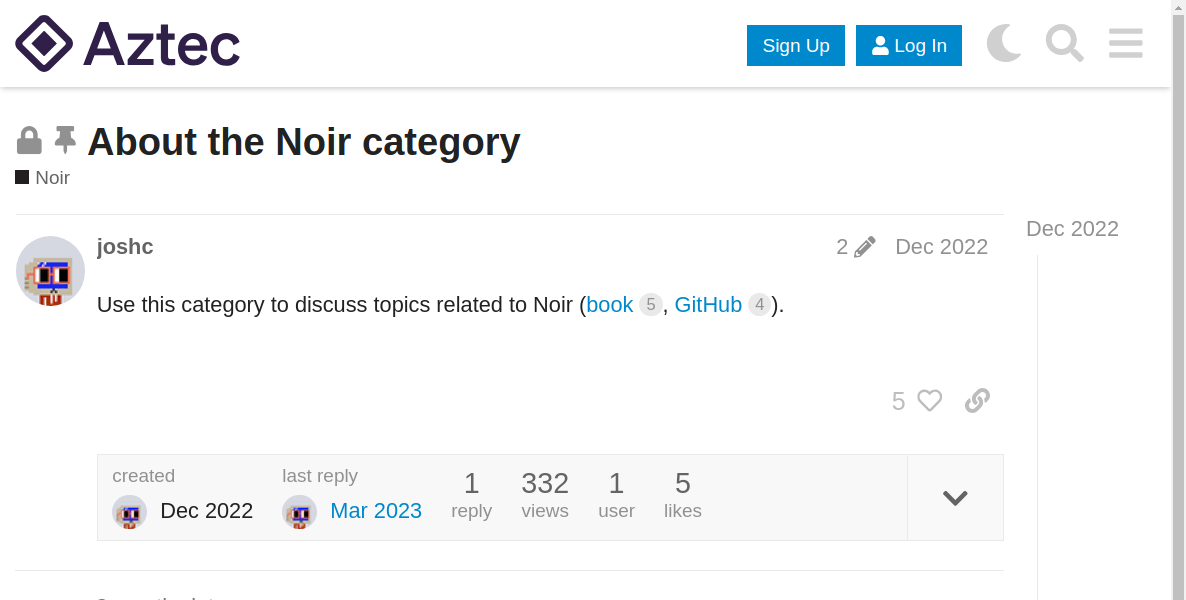 Aztec
Sign Up
Log In
About the Noir category
Noir
joshc
2
Dec 2022
Dec 2022
Use this category to discuss topics related to Noir (book 5, GitHub 4).
5
created
last reply
1
332
1
5
Dec 2022
Mar 2023
reply
views
user
likes